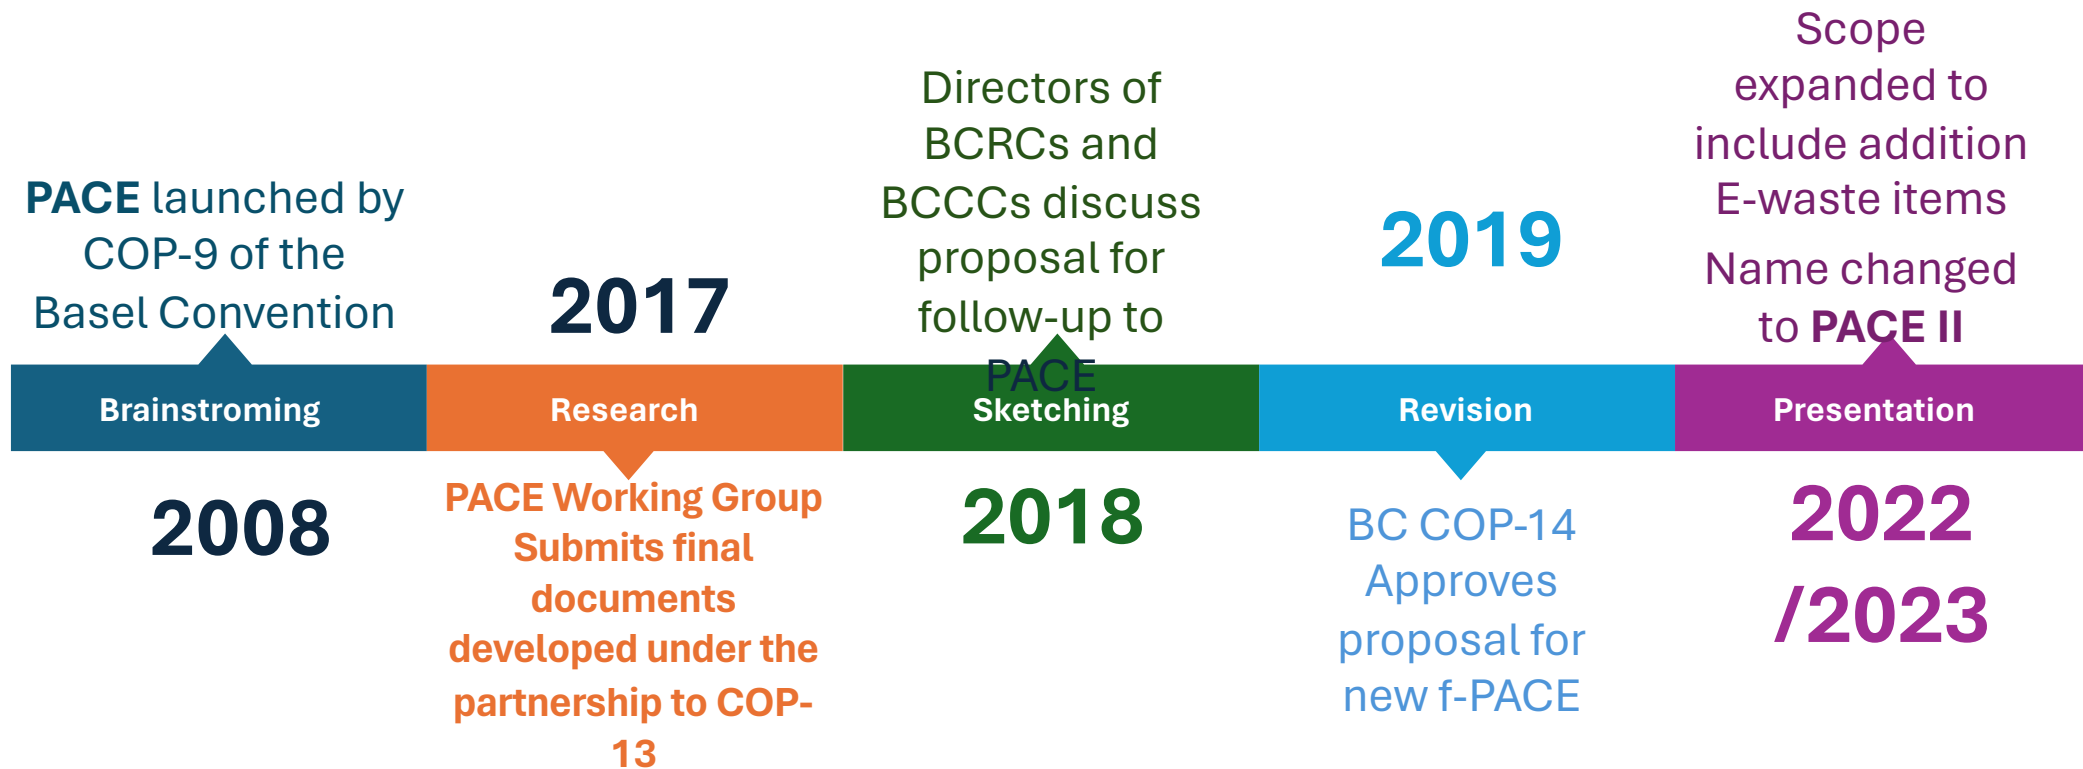 PACE launched by
COP-9 of the
Basel Convention
Brainstroming
2008
2017
Research
PACE Working Group
Submits final
documents
developed under the
partnership to COP-
13
Directors of
BCRCs and
BCCCs discuss
proposal for
follow-up to
PACE
Sketching
2018
2019
Revision
BC COP-14
Approves
proposal for
new f-PACE
Scope
expanded to
include addition
E-waste items
Name changed
to PACE II
Presentation
2022
/2023